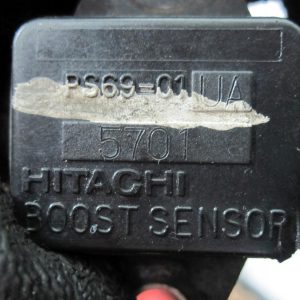 PS69-01 UA
5701
HITACHI
BOOST SENSOR